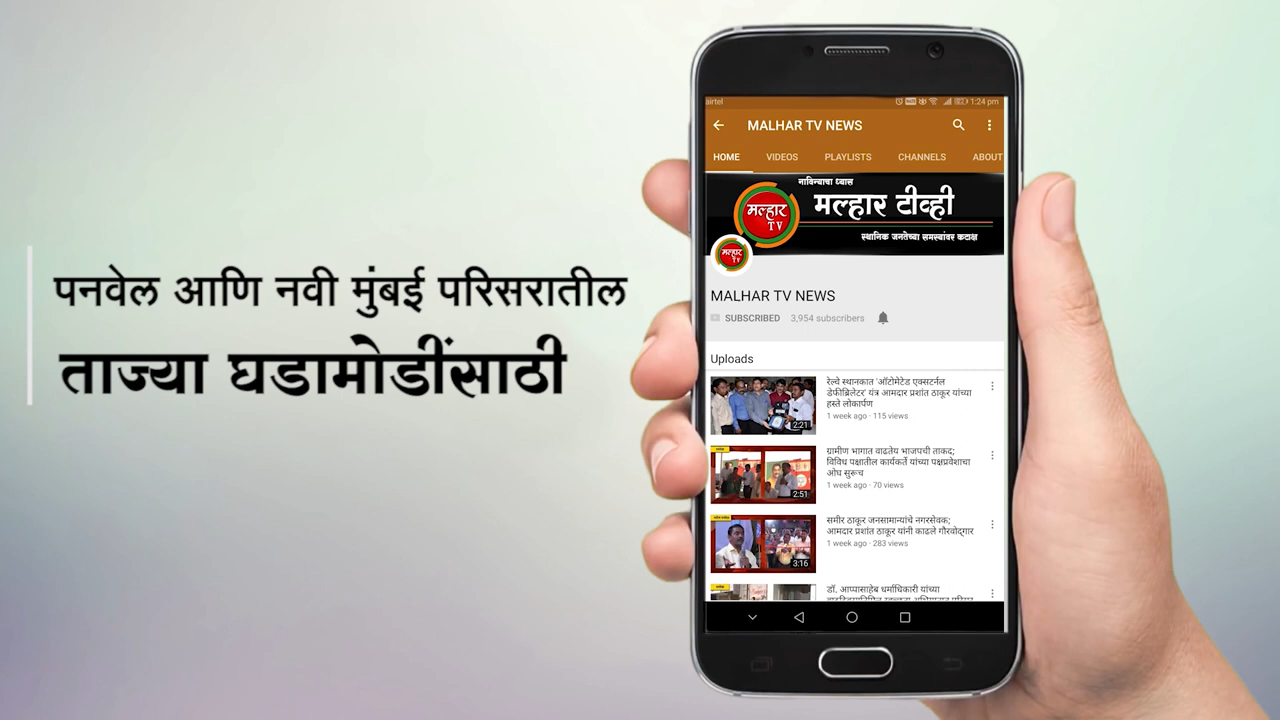 पनवेल आणि नवी मुंबई परिसरातील
ताज्या घडामोडींसाठी
airtel
1:24 pm
MALHAR TV NEWS
HOME VIDEOS PLAYLISTS CHANNELS ABOUT
नाविन्याचा ध्यास
मल्हार टीव्ही
मल्हार
TV
स्थानिक जनतेच्या समस्यांवर कटाक्ष
मल्हार
TV
MALHAR TV NEWS
SUBSCRIBED 3,954 subscribers
Uploads
रेल्वे स्थानकात 'ऑटोमेटेड एक्सटर्नल
डेफीब्रिलेटर' यंत्र आमदार प्रशांत ठाकूर यांच्या
हस्ते लोकार्पण
1 week ago · 115 views
2:21
ग्रामीण भागात वाढतेय भाजपची ताकद;
विविध पक्षातील कार्यकर्ते यांच्या पक्षप्रवेशाचा
ओघ सुरूच
1 week ago · 70 views
2:51
समीर ठाकूर जनसामान्यांचे नगरसेवक;
आमदार प्रशांत ठाकूर यांनी काढले गौरवोद्गार
1 week ago · 283 views
3:16
डॉ. आप्पासाहेब धर्माधिकारी यांच्या